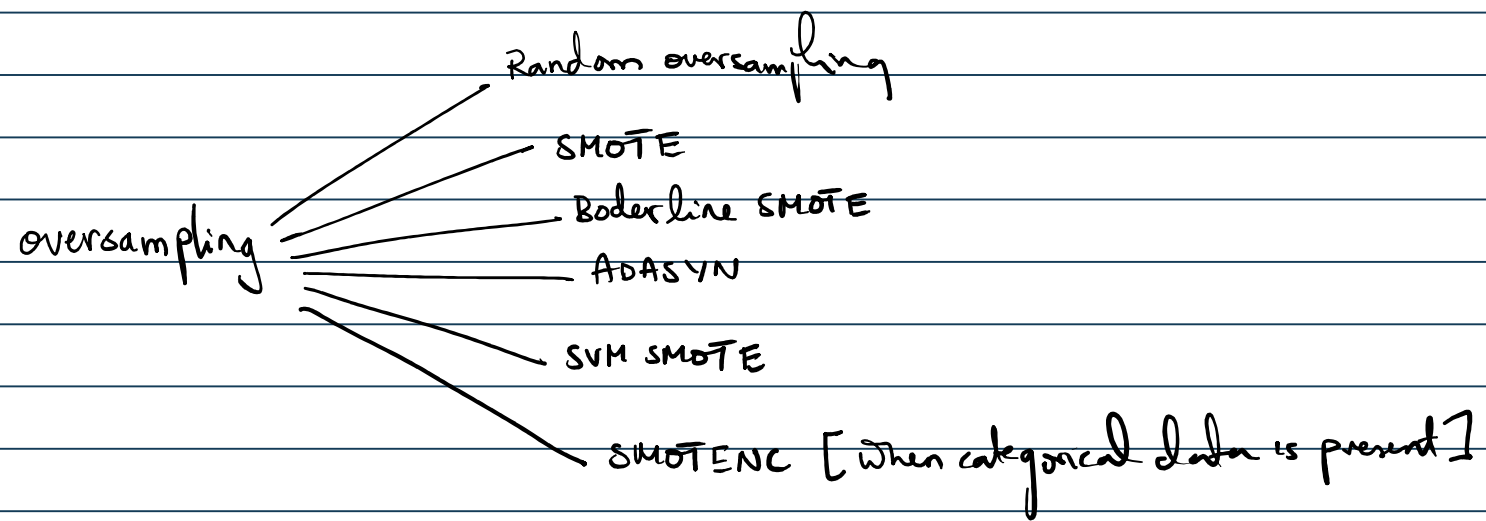 Random oversampling
SMOTE
Boderline SMOTE
oversampling
ADASYN
SVM SMOTE
SMOTENC [when categorical data is present]